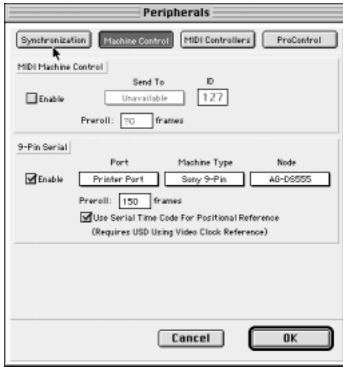 Peripherals
Synchronization Machine Control MIDI Controllers ProControl
MIDI Machine Control
Send To ID
Enable Unavailable 127
Preroll: 90 frames
9-Pin Serial
Port Machine Type Node
Enable Printer Port Sony 9-Pin AG-DS555
Preroll: 150 frames
Use Serial Time Code For Positional Reference
(Requires USD Using Video Clock Reference)
Cancel OK